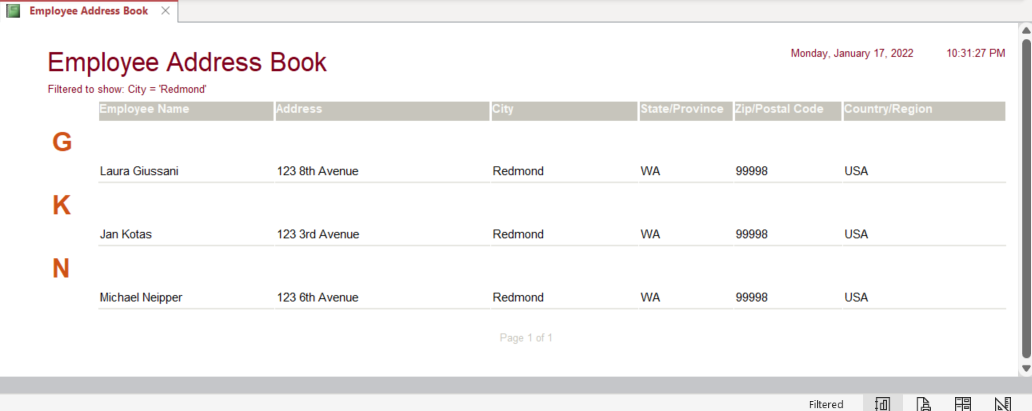 Employee Address Book
Employee Address Book
Monday, January 17, 2022 10:31:27 PM
Filtered to show: City = 'Redmond'
Employee Name Address City State/Province Zip/Postal Code Country/Region
G
Laura Giussani 123 8th Avenue Redmond WA 99998 USA
K
Jan Kotas 123 3rd Avenue Redmond WA 99998 USA
N
Michael Neipper 123 6th Avenue Redmond WA 99998 USA
Page 1 of 1
Filtered